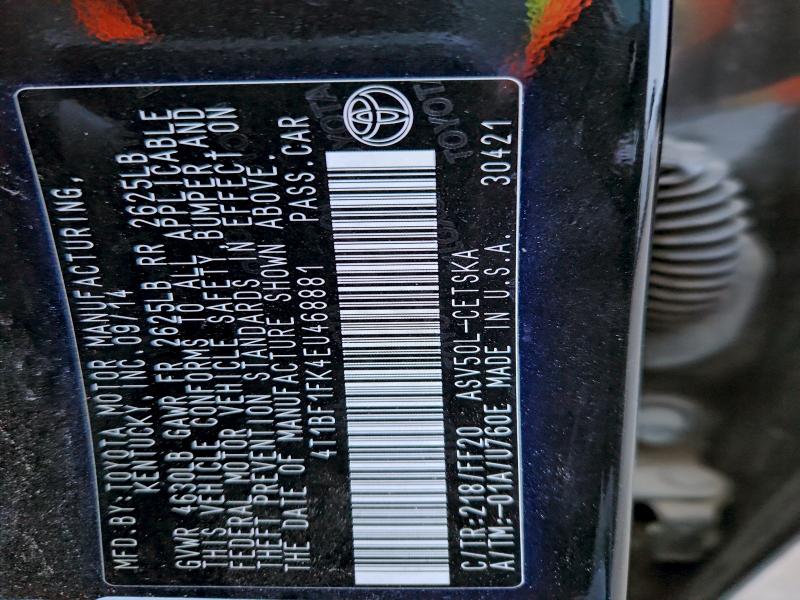 MFD BY: TOYOTA MOTOR MANUFACTURING,
KENTUCKY, INC. 09/14
GVWR 4630LB GAWR FR 2625LB RR 2625LB
THIS VEHICLE CONFORMS TO ALL APPLICABLE
FEDERAL MOTOR VEHICLE SAFETY, BUMPER, AND
THEFT PREVENTION STANDARDS IN EFFECT ON
THE DATE OF MANUFACTURE SHOWN ABOVE.
4T1BF1FK4EU468881 PASS.CAR
TOYOTA
C/TR:218/FF20 ASV50L-CETSKA
A/TM:-01A/U760E MADE IN U.S.A. 30421